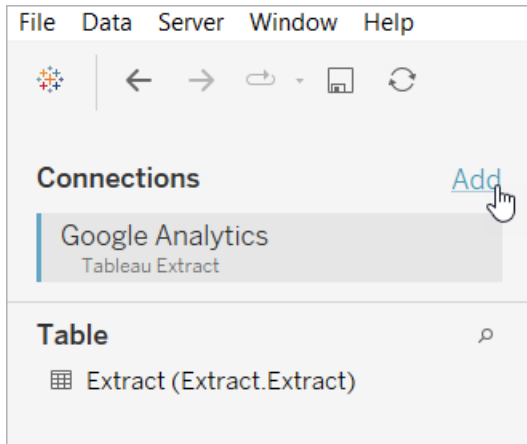 File Data Server Window Help
Connections Add
Google Analytics
Tableau Extract
Table
Extract (Extract.Extract)